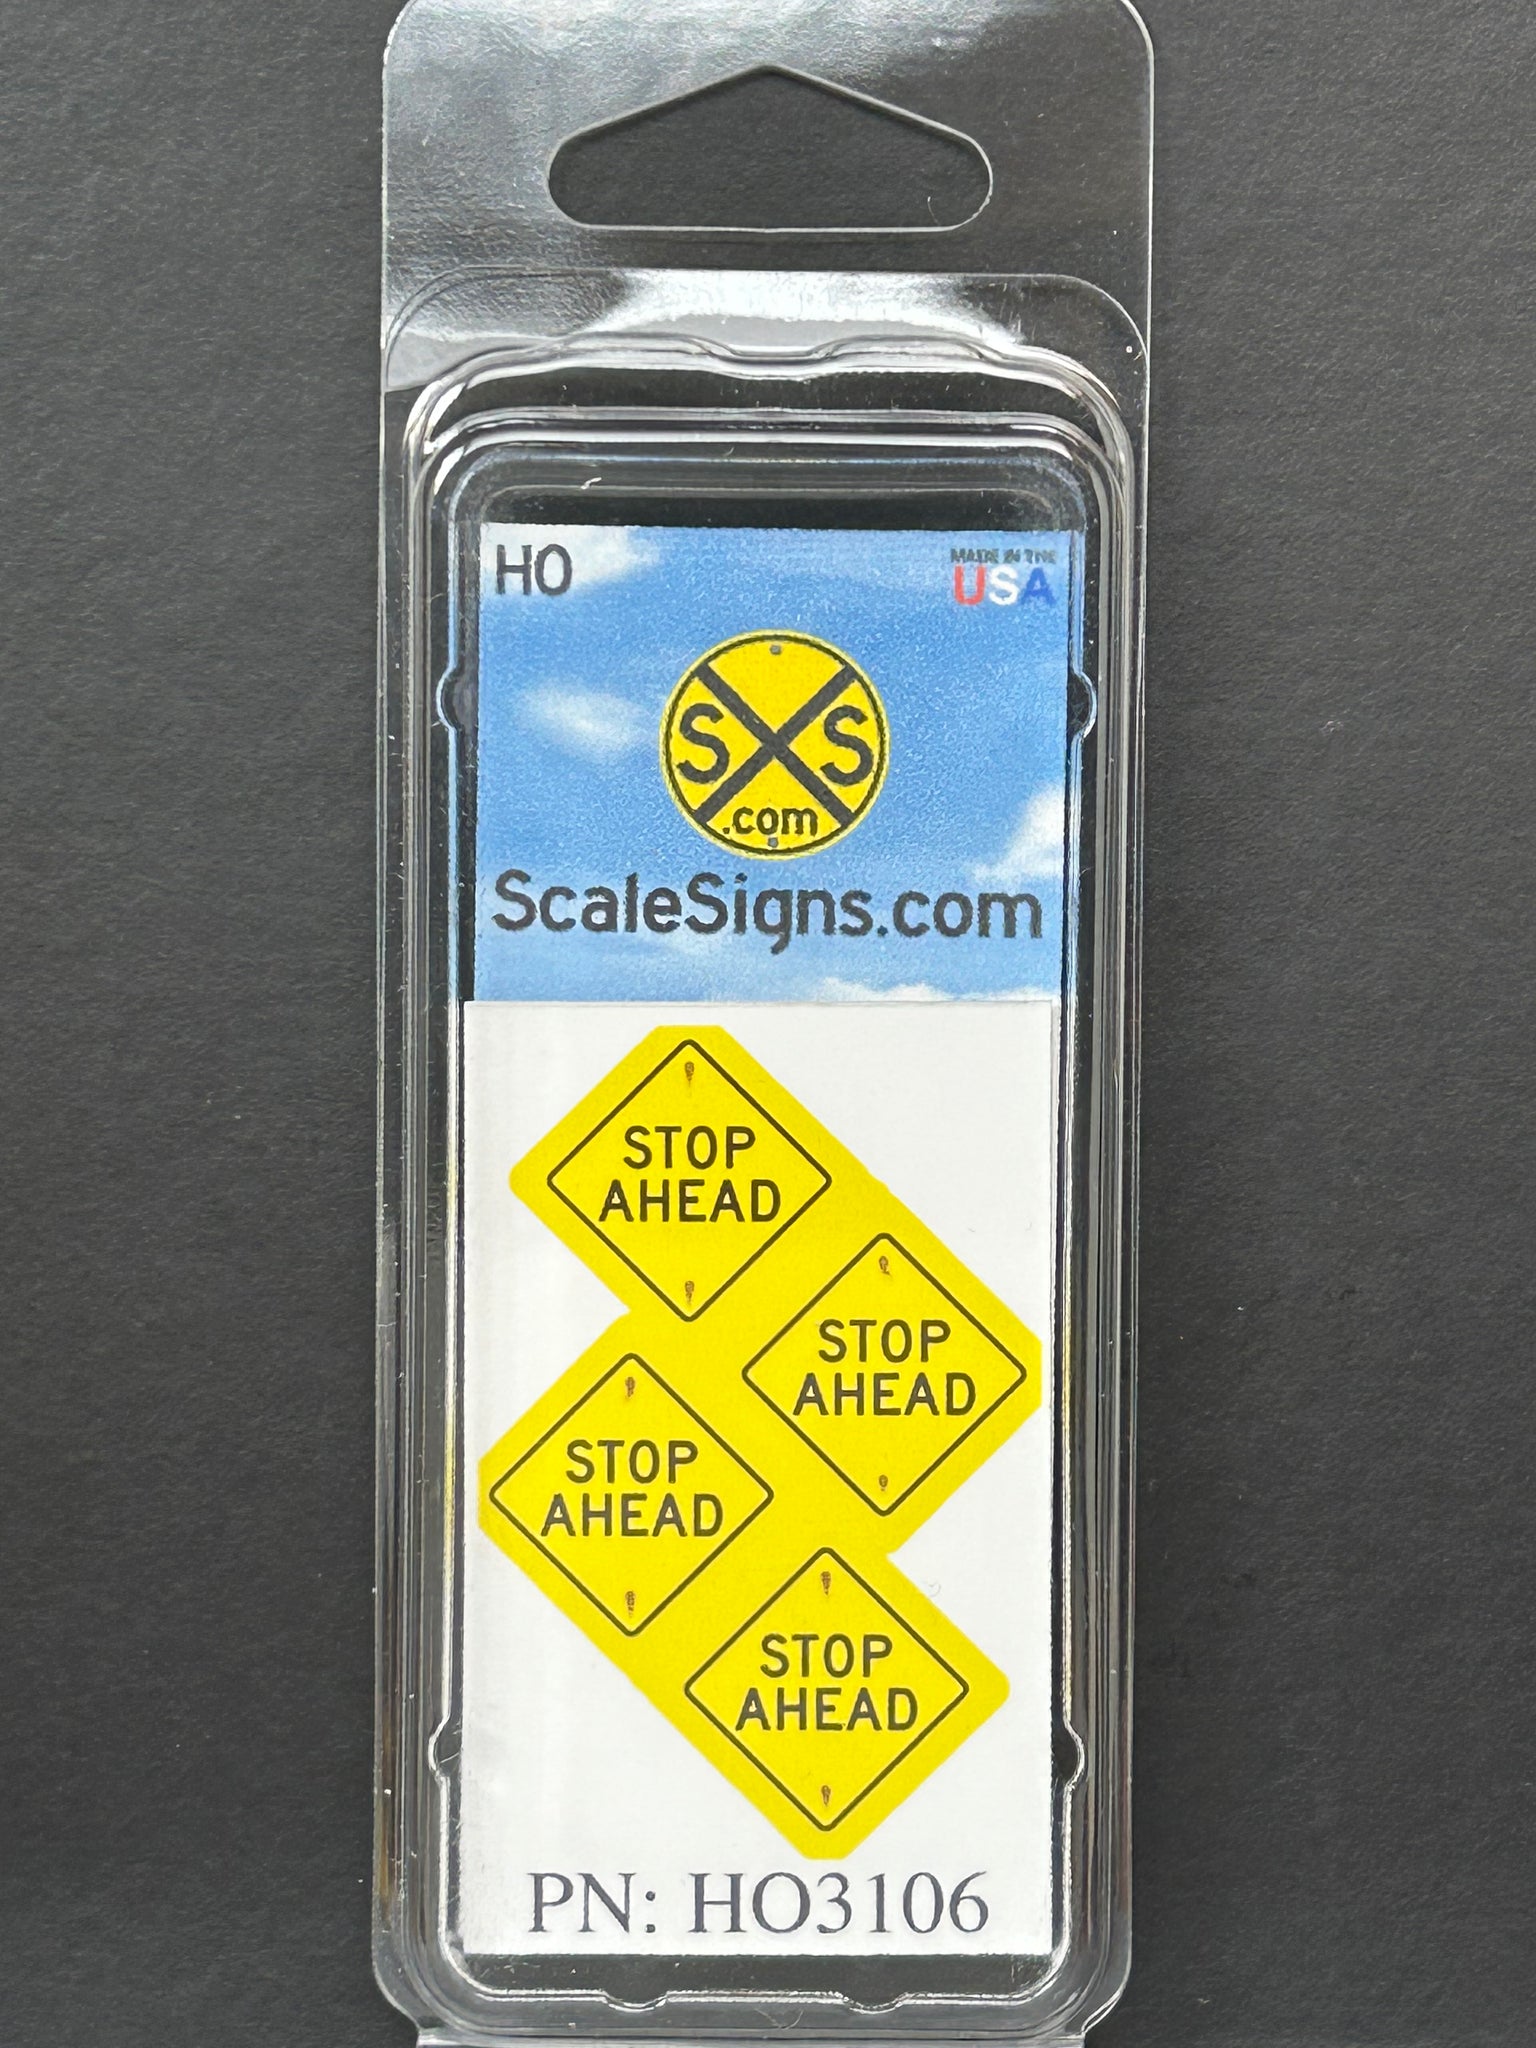 HO
MADE IN THE
USA
S S
.com
ScaleSigns.com
STOP
AHEAD
STOP
AHEAD
STOP
AHEAD
STOP
AHEAD
PN: HO3106